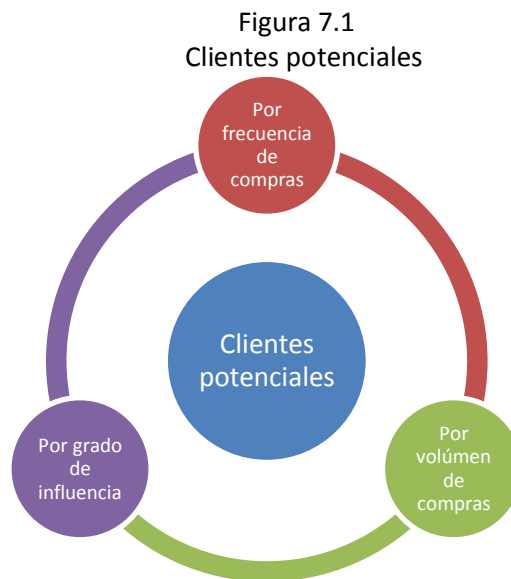 Figura 7.1
Clientes potenciales
Por
frecuencia
de
compras
Clientes
potenciales
Por grado
de
influencia
Por
volúmen
de
compras